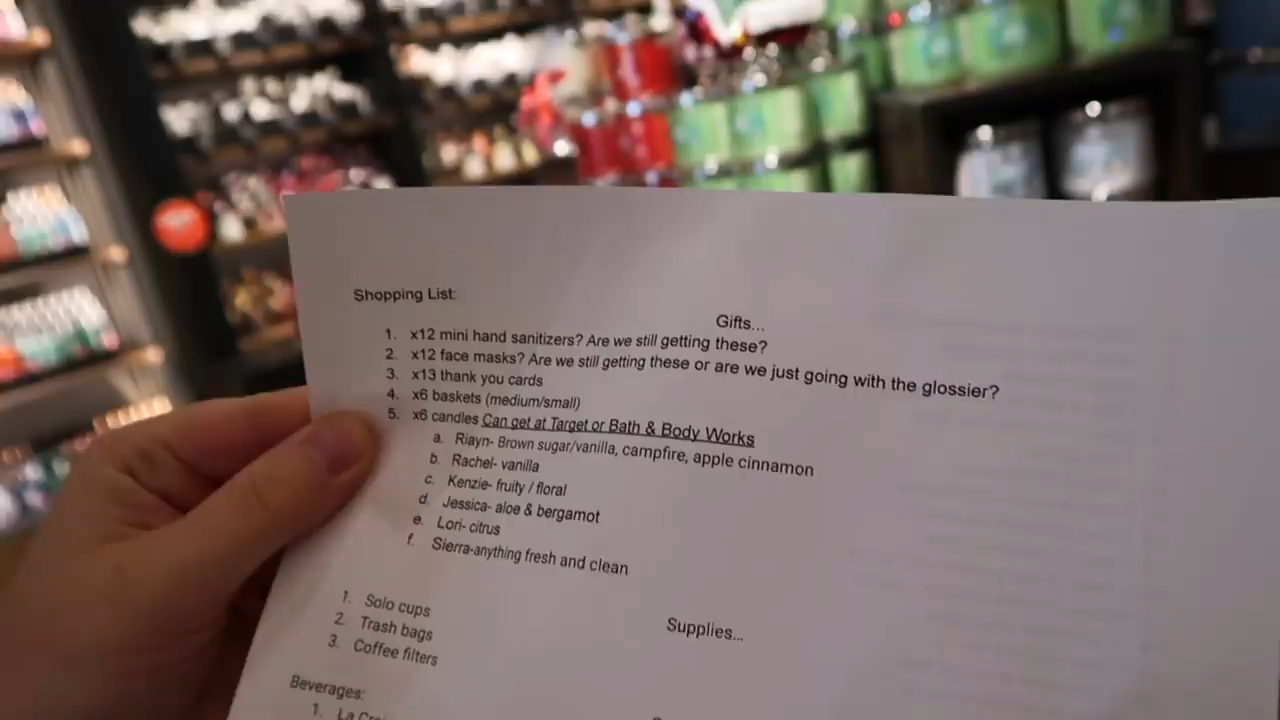 Shopping List:
Gifts...
1. x12 mini hand sanitizers? Are we still getting these?
2. x12 face masks? Are we still getting these or are we just going with the glossier?
3. x13 thank you cards
4. x6 baskets (medium/small)
5. x6 candles Can get at Target or Bath & Body Works
a. Riayn- Brown sugar/vanilla, campfire, apple cinnamon
b. Rachel- vanilla
c. Kenzie- fruity / floral
d. Jessica- aloe & bergamot
e. Lori- citrus
f. Sierra-anything fresh and clean
Supplies...
1. Solo cups
2. Trash bags
3. Coffee filters
Beverages:
1. La